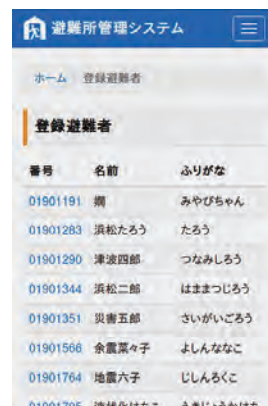 避難所管理システム
ホーム 登録避難者
登録避難者
番号 名前 ふりがな
01901191 爛 みやびちゃん
01901283 浜松たろう たろう
01901290 津波四郎 つなみしろう
01901344 浜松二郎 はままつじろう
01901351 災害五郎 さいがいごろう
01901566 余震菜々子 よしんななこ
01901764 地震六子 じしんろくこ